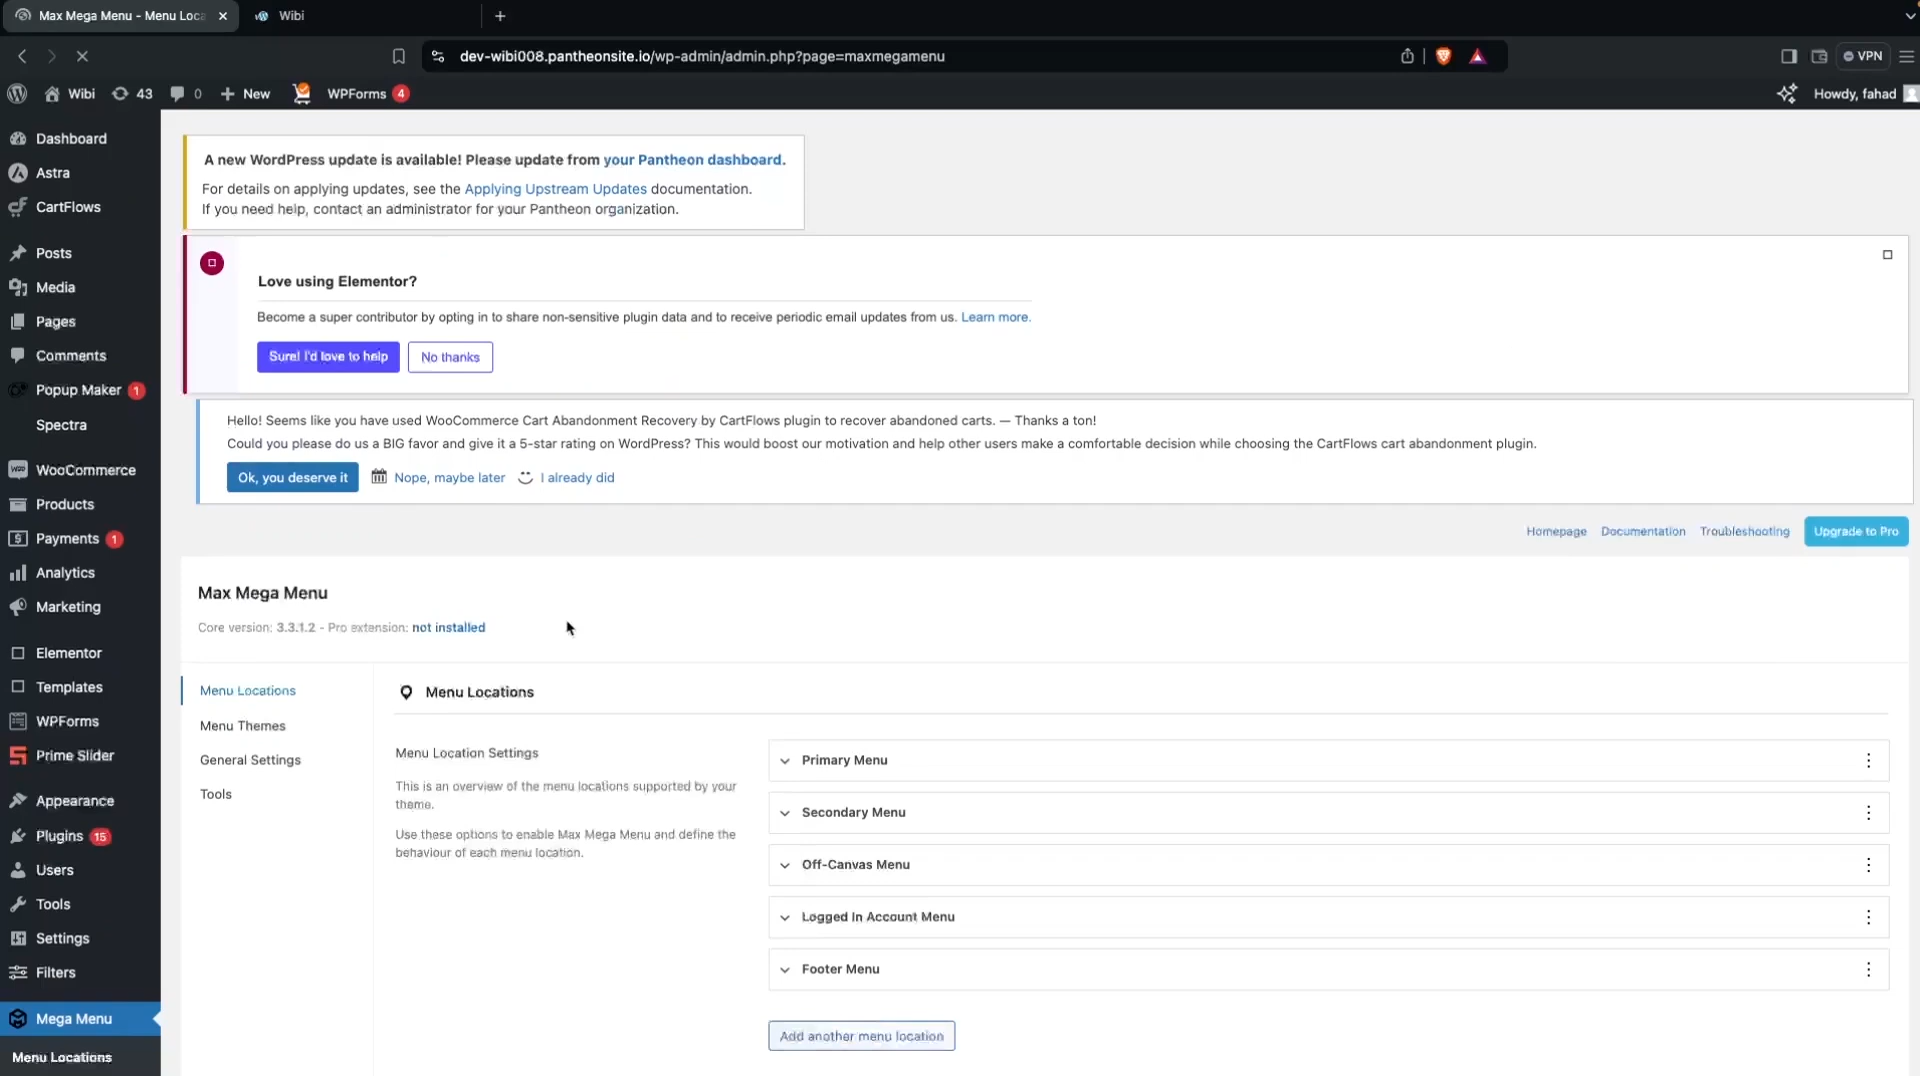 Max Mega Menu - Menu Loca
Wibi
dev-wibi008.pantheonsite.io/wp-admin/admin.php?page=maxmegamenu
VPN
Wibi
43
0
New
WPForms 4
Howdy, fahad
Dashboard
Astra
CartFlows
Posts
Media
Pages
Comments
Popup Maker 1
Spectra
WooCommerce
Products
Payments 1
Analytics
Marketing
Elementor
Templates
WPForms
Prime Slider
Appearance
Plugins 15
Users
Tools
Settings
Filters
Mega Menu
Menu Locations
A new WordPress update is available! Please update from your Pantheon dashboard.
For details on applying updates, see the Applying Upstream Updates documentation.
If you need help, contact an administrator for your Pantheon organization.
Love using Elementor?
Become a super contributor by opting in to share non-sensitive plugin data and to receive periodic email updates from us. Learn more.
Sure! I'd love to help
No thanks
Hello! Seems like you have used WooCommerce Cart Abandonment Recovery by CartFlows plugin to recover abandoned carts. — Thanks a ton!
Could you please do us a BIG favor and give it a 5-star rating on WordPress? This would boost our motivation and help other users make a comfortable decision while choosing the CartFlows cart abandonment plugin.
Ok, you deserve it
Nope, maybe later
I already did
Homepage
Documentation
Troubleshooting
Upgrade to Pro
Max Mega Menu
Core version: 3.3.1.2 - Pro extension: not installed
Menu Locations
Menu Themes
General Settings
Tools
Menu Locations
Menu Location Settings
This is an overview of the menu locations supported by your
theme.
Use these options to enable Max Mega Menu and define the
behaviour of each menu location.
Primary Menu
Secondary Menu
Off-Canvas Menu
Logged In Account Menu
Footer Menu
Add another menu location